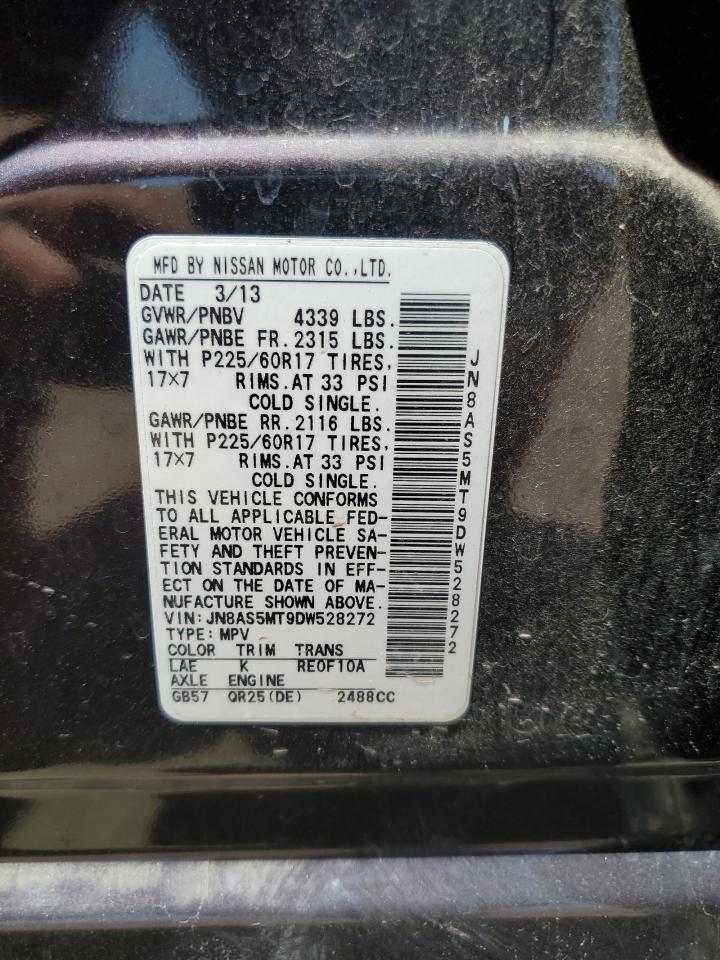 MFD BY NISSAN MOTOR CO.,LTD.
DATE 3/13
GVWR/PNBV 4339 LBS.
GAWR/PNBE FR.2315 LBS.
WITH P225/60R17 TIRES,
17×7 RIMS.AT 33 PSI
COLD SINGLE.
GAWR/PNBE RR.2116 LBS.
WITH P225/60R17 TIRES,
17×7 RIMS.AT 33 PSI
COLD SINGLE.
THIS VEHICLE CONFORMS
TO ALL APPLICABLE FED-
ERAL MOTOR VEHICLE SA-
FETY AND THEFT PREVEN-
TION STANDARDS IN EFF-
ECT ON THE DATE OF MA-
NUFACTURE SHOWN ABOVE.
VIN:JN8AS5MT9DW528272
TYPE:MPV
COLOR TRIM TRANS
LAE K RE0F10A
AXLE ENGINE
GB57 QR25(DE) 2488CC
JN8AS5MT9DW528272